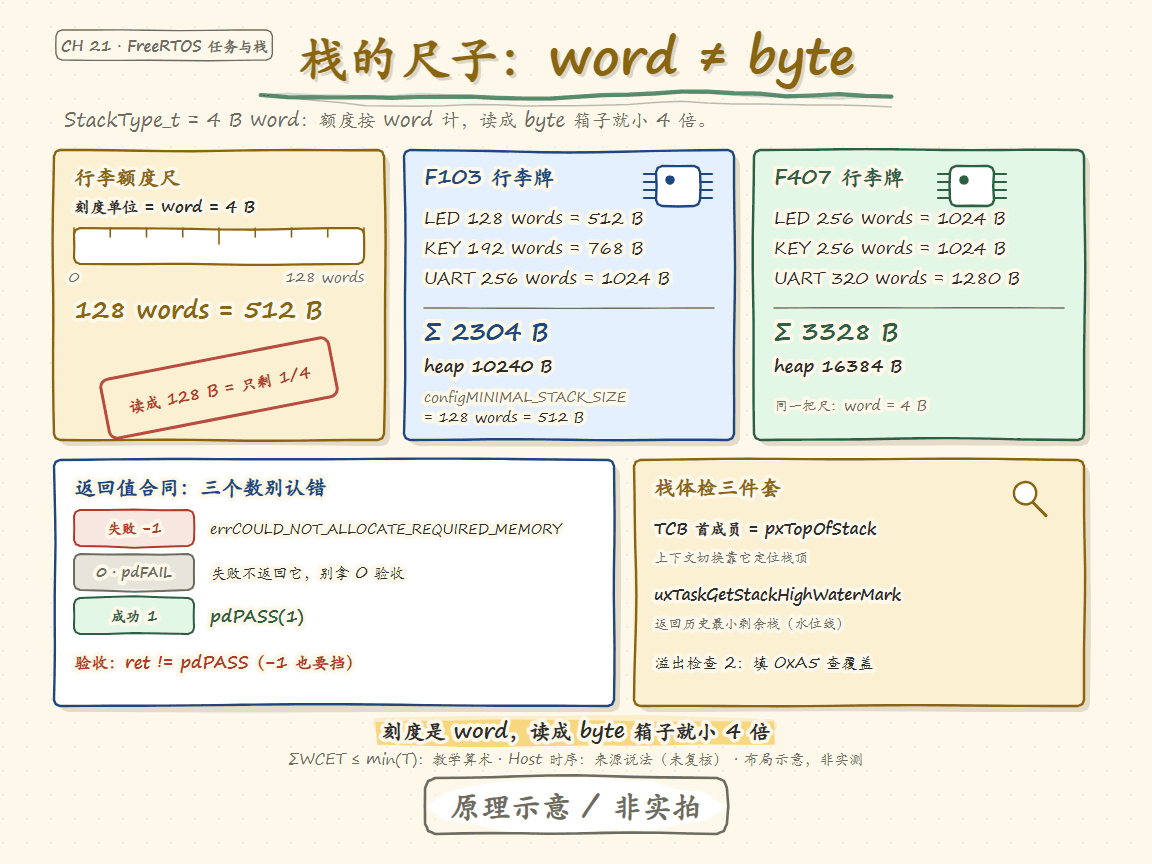 CH 21 · FreeRTOS 任务与栈
栈的尺子：word ≠ byte
StackType_t = 4 B word：额度按 word 计，读成 byte 箱子就小 4 倍。
行李额度尺
刻度单位 = word = 4 B
0
128 words
128 words = 512 B
读成 128 B = 只剩 1/4
F103 行李牌
LED 128 words = 512 B
KEY 192 words = 768 B
UART 256 words = 1024 B
Σ 2304 B
heap 10240 B
configMINIMAL_STACK_SIZE
= 128 words = 512 B
F407 行李牌
LED 256 words = 1024 B
KEY 256 words = 1024 B
UART 320 words = 1280 B
Σ 3328 B
heap 16384 B
同一把尺：word = 4 B
返回值合同：三个数别认错
失败 -1
errCOULD_NOT_ALLOCATE_REQUIRED_MEMORY
0 · pdFAIL
失败不返回它，别拿 0 验收
成功 1
pdPASS(1)
验收：ret != pdPASS（-1 也要挡）
栈体检三件套
TCB 首成员 = pxTopOfStack
上下文切换靠它定位栈顶
uxTaskGetStackHighWaterMark
返回历史最小剩余栈（水位线）
溢出检查 2：填 0xA5 查覆盖
刻度是 word，读成 byte 箱子就小 4 倍
ΣWCET ≤ min(T)：教学算术 · Host 时序：来源说法（未复核） · 布局示意，非实测
原理示意 / 非实拍